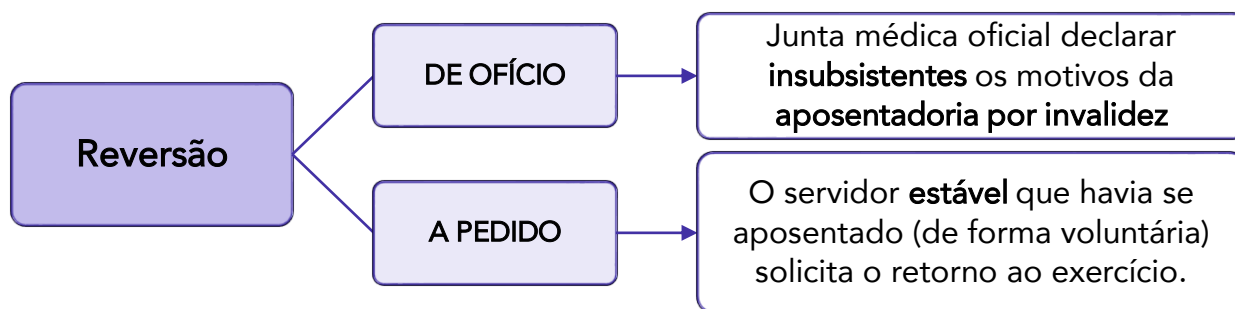 Reversão
DE OFÍCIO
Junta médica oficial declarar
insubsistentes os motivos da
aposentadoria por invalidez
A PEDIDO
O servidor estável que havia se
aposentado (de forma voluntária)
solicita o retorno ao exercício.